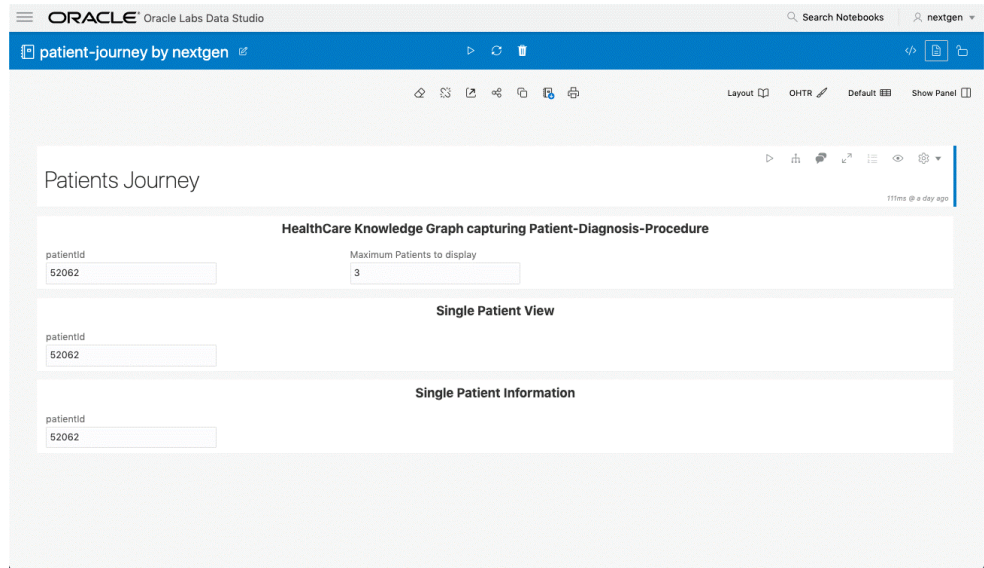 ORACLE® Oracle Labs Data Studio
Search Notebooks
nextgen
patient-journey by nextgen
Layout
OHTR
Default
Show Panel
Patients Journey
111ms @ a day ago
HealthCare Knowledge Graph capturing Patient-Diagnosis-Procedure
patientId
Maximum Patients to display
52062
3
Single Patient View
patientId
52062
Single Patient Information
patientId
52062